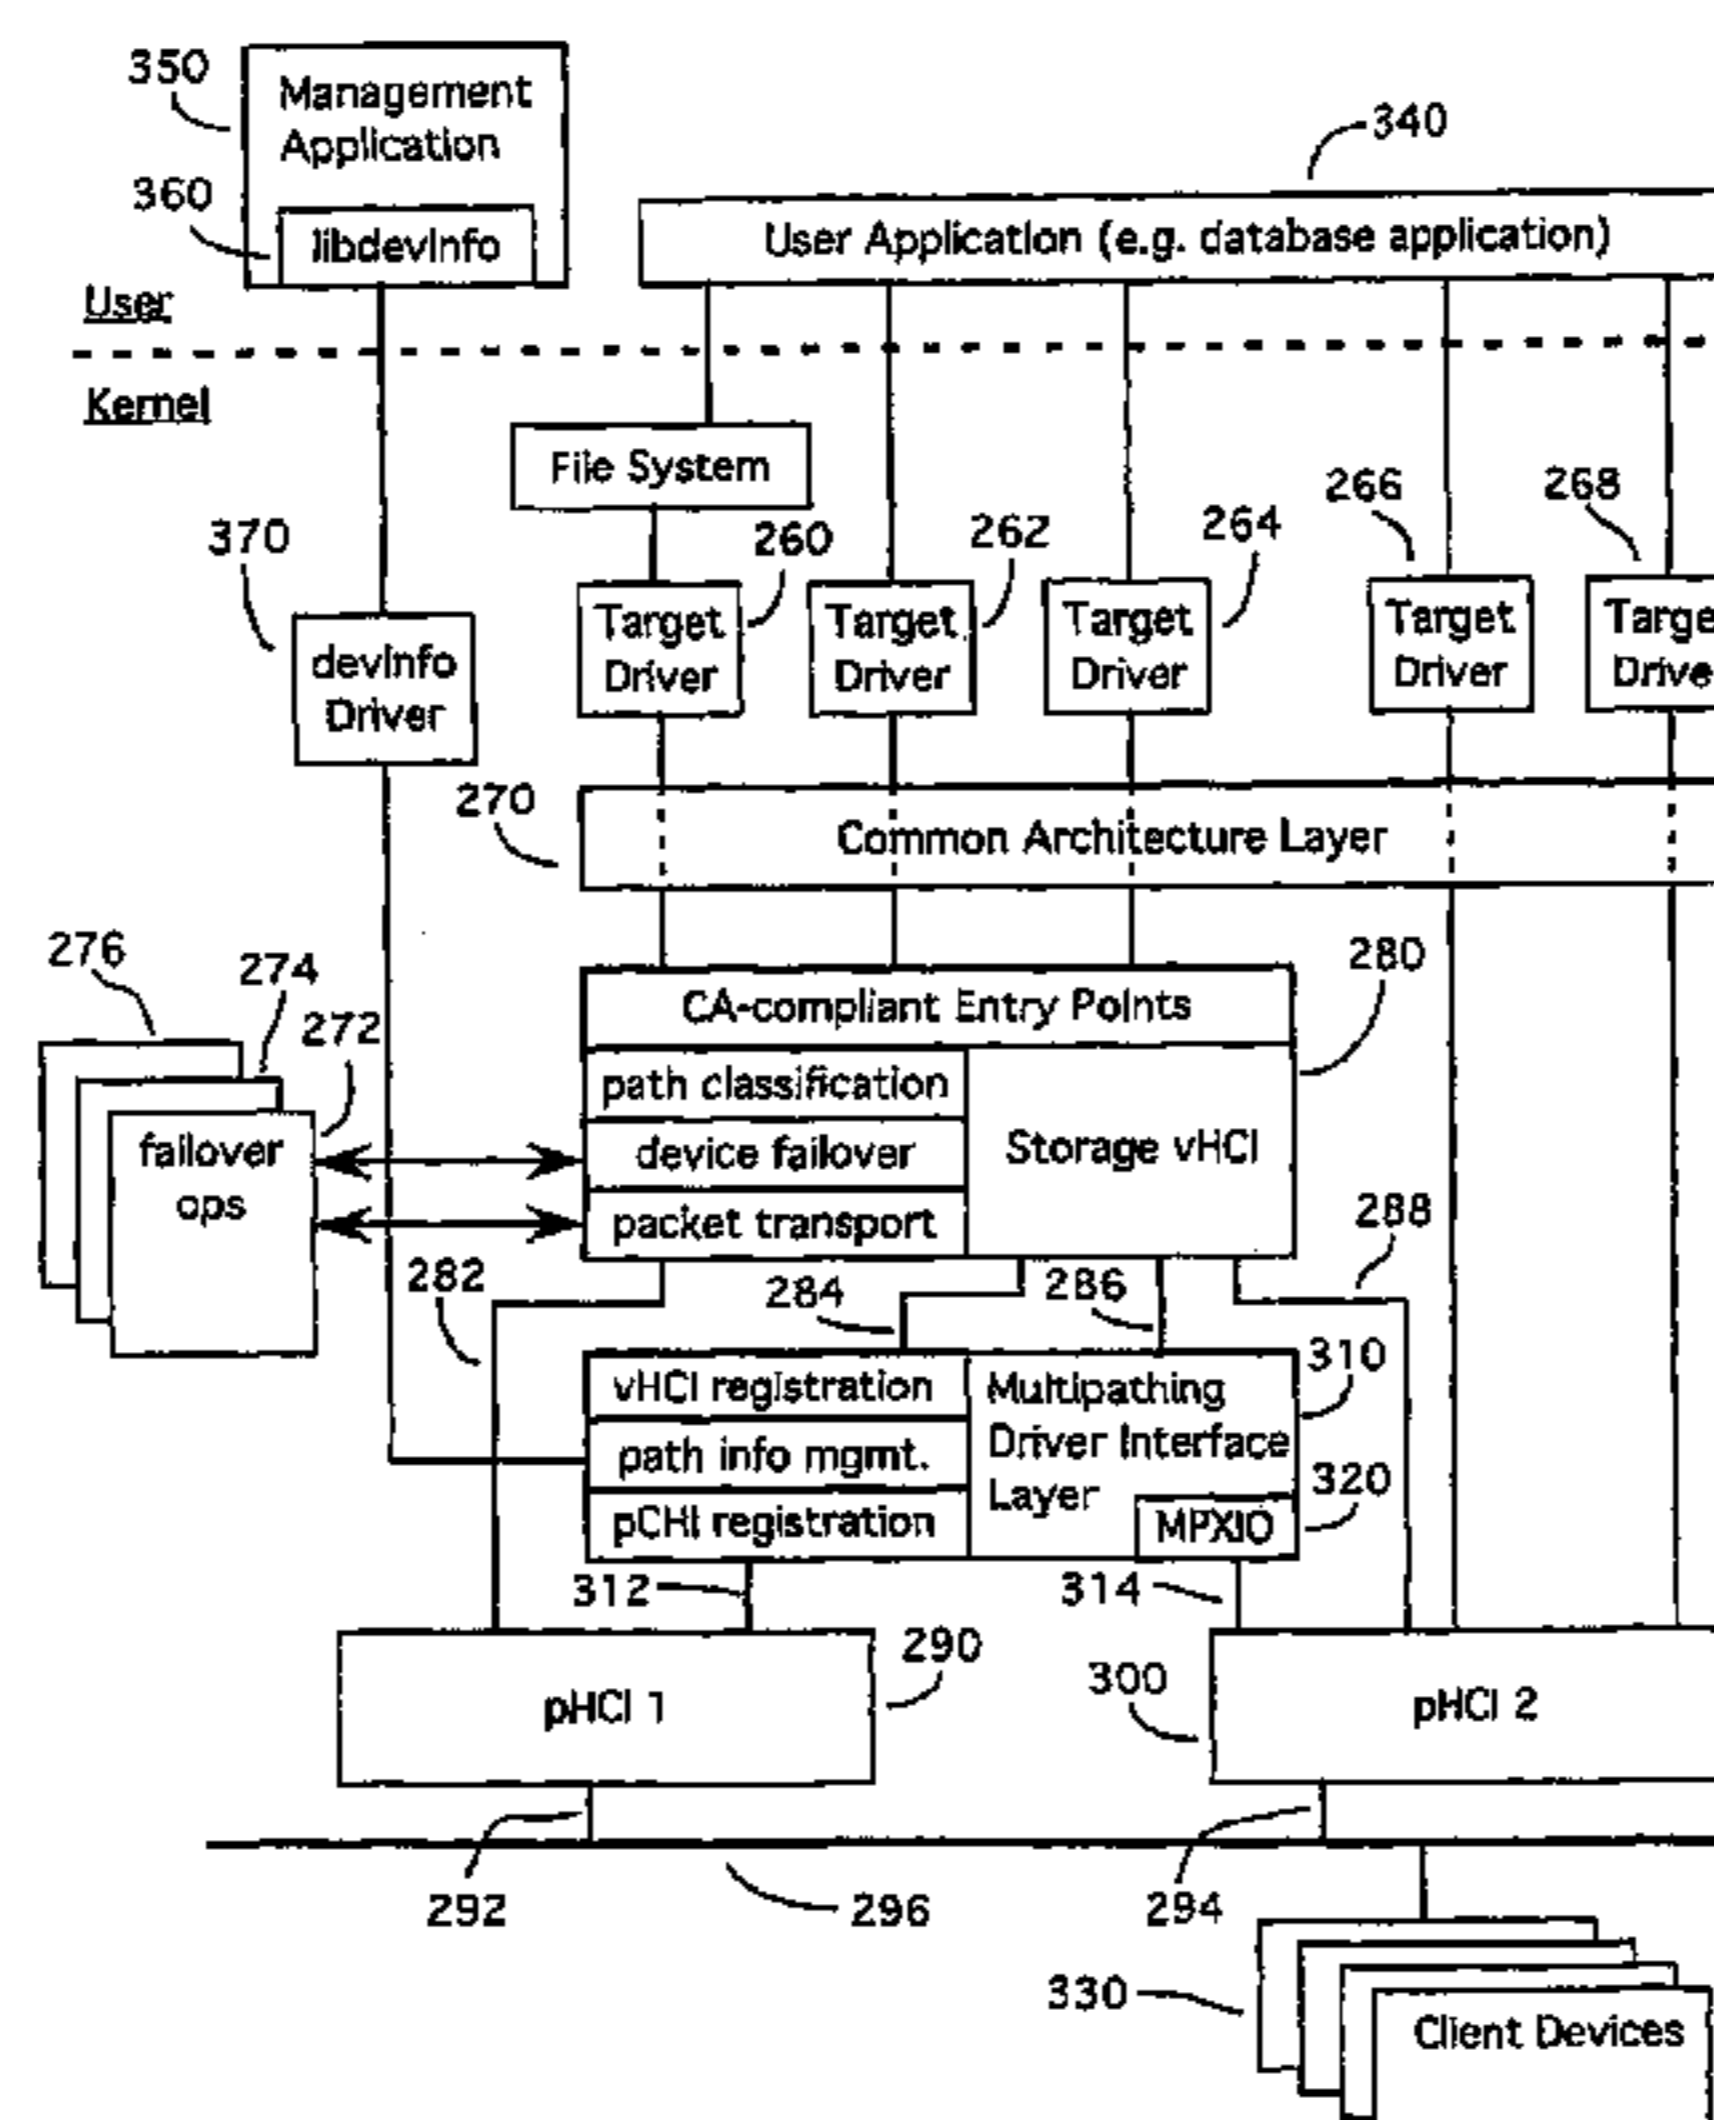 350
Management
Application
340
360
libdevinfo
User Application (e.g. database application)
User
Kernel
File System
370
260
262
264
266
268
devinfo
Driver
Target
Driver
Target
Driver
Target
Driver
Target
Driver
Targe
Drive
270
Common Architecture Layer
276
274
272
280
CA-compliant Entry Points
failover
ops
path classification
device failover
packet transport
Storage vHCI
282
284
286
288
310
vHCI registration
path info mgmt.
pCHI registration
Multipathing
Driver Interface
Layer
320
MPXIO
312
314
290
300
pHCI 1
pHCI 2
292
296
294
330
Client Devices